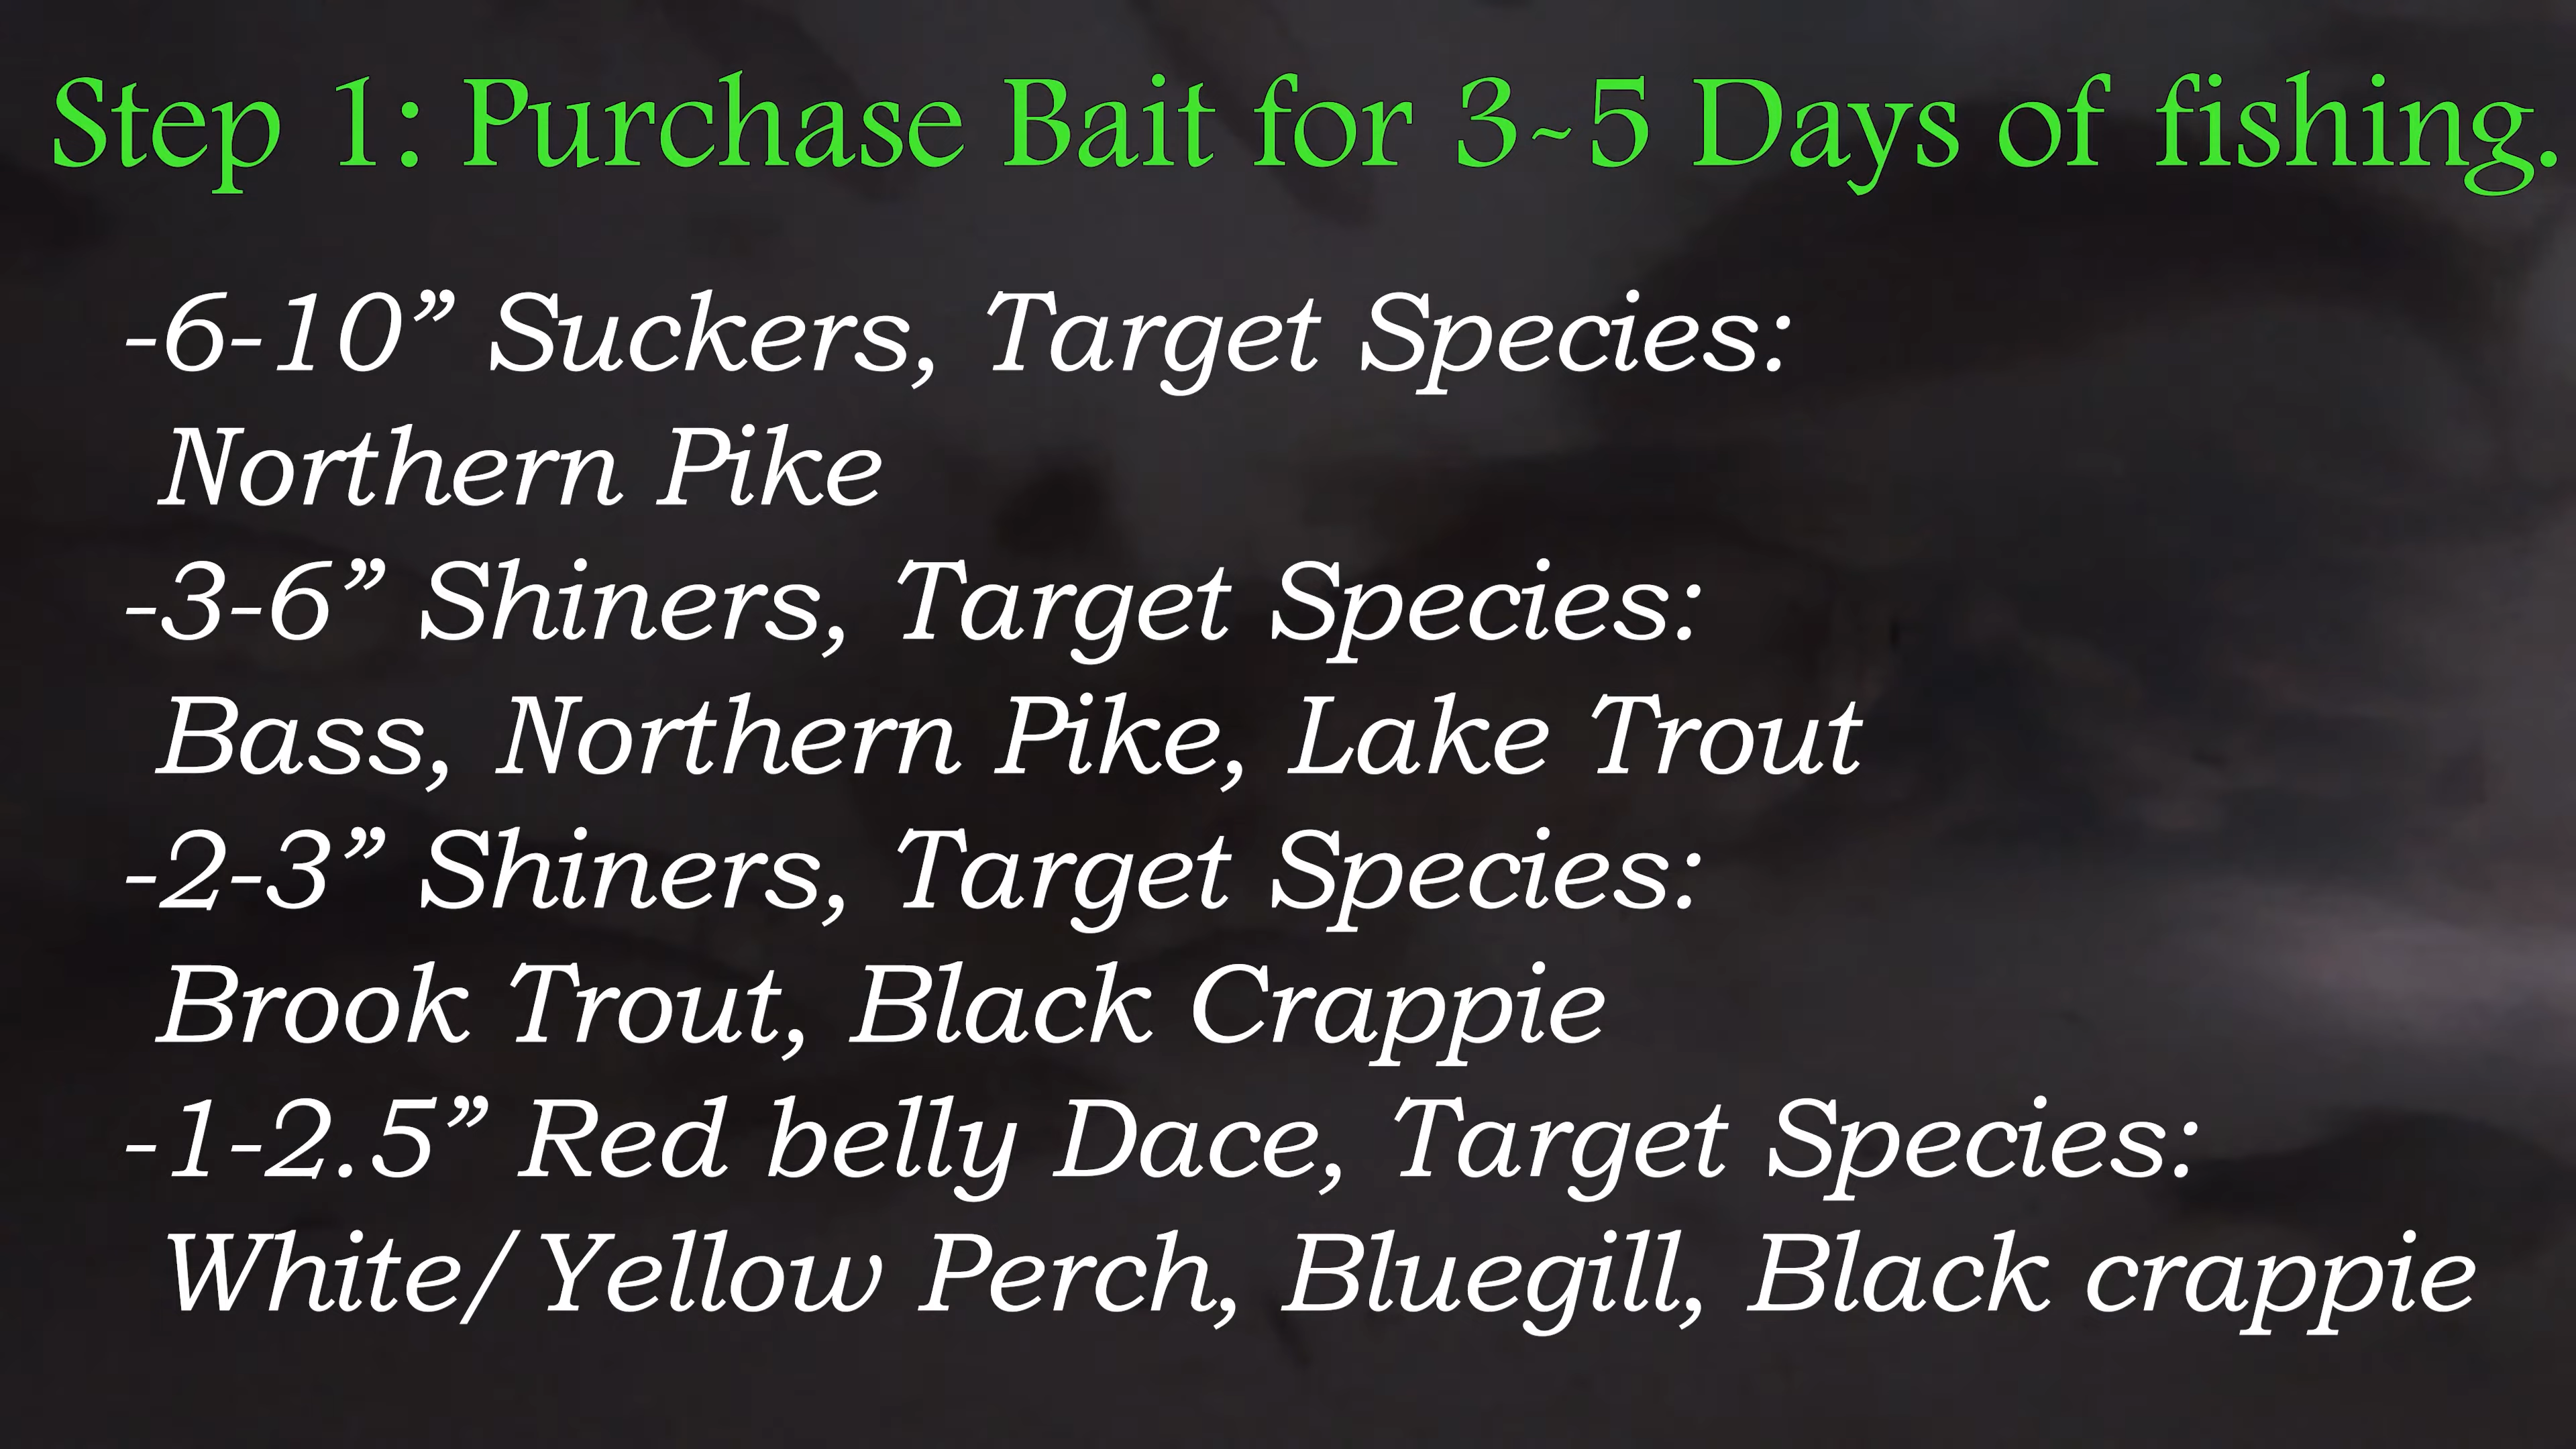 Step 1: Purchase Bait for 3~5 Days of fishing.
-6-10” Suckers, Target Species:
Northern Pike
-3-6” Shiners, Target Species:
Bass, Northern Pike, Lake Trout
-2-3” Shiners, Target Species:
Brook Trout, Black Crappie
-1-2.5” Red belly Dace, Target Species:
White/Yellow Perch, Bluegill, Black crappie